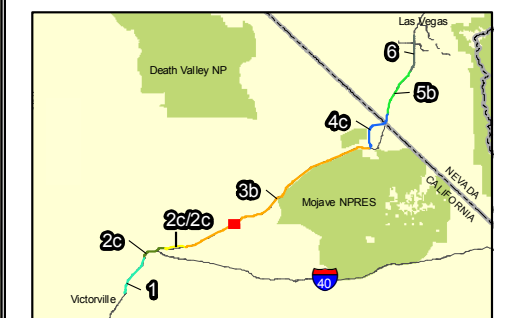 Las Vegas
6
Death Valley NP
5b
4c
NEVADA
CALIFORNIA
3b
Mojave NPRES
2c/2c
2c
40
1
Victorville